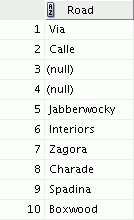 Road
1 Via
2 Calle
3 (null)
4 (null)
5 Jabberwocky
6 Interiors
7 Zagora
8 Charade
9 Spadina
10 Boxwood